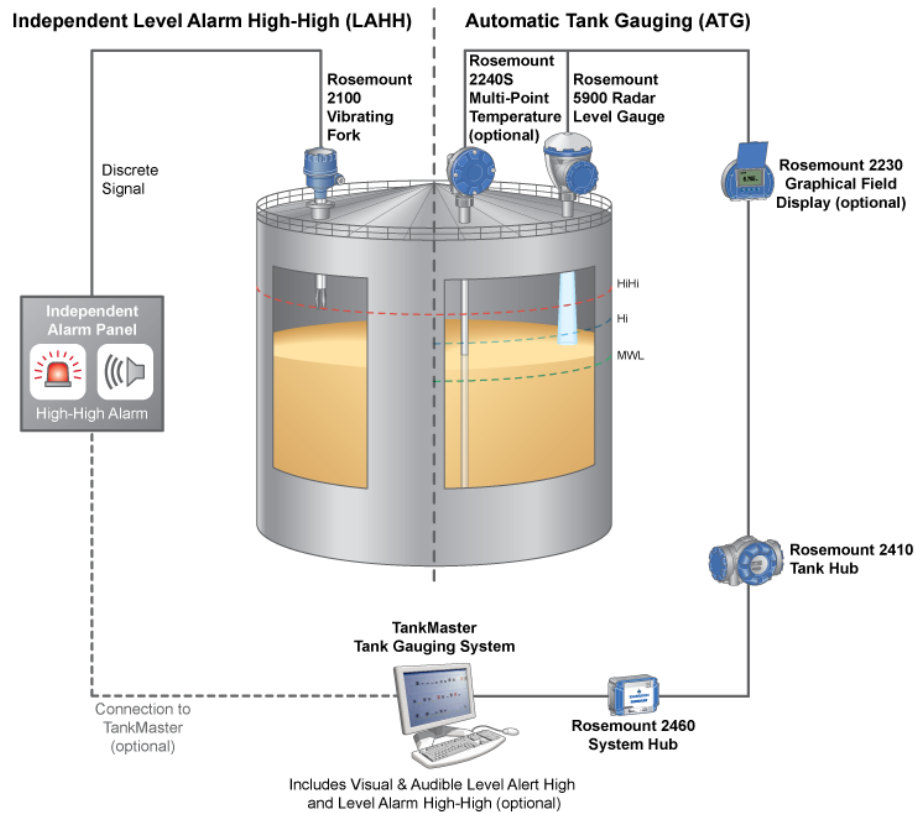 Independent Level Alarm High-High (LAHH)
Automatic Tank Gauging (ATG)
Rosemount
2100
Vibrating
Fork
Rosemount
2240S
Multi-Point
Temperature
(optional)
Rosemount
5900 Radar
Level Gauge
Discrete
Signal
Rosemount 2230
Graphical Field
Display (optional)
HiHi
Hi
MWL
Independent
Alarm Panel
High-High Alarm
Rosemount 2410
Tank Hub
TankMaster
Tank Gauging System
Connection to
TankMaster
(optional)
Rosemount 2460
System Hub
Includes Visual & Audible Level Alert High
and Level Alarm High-High (optional)